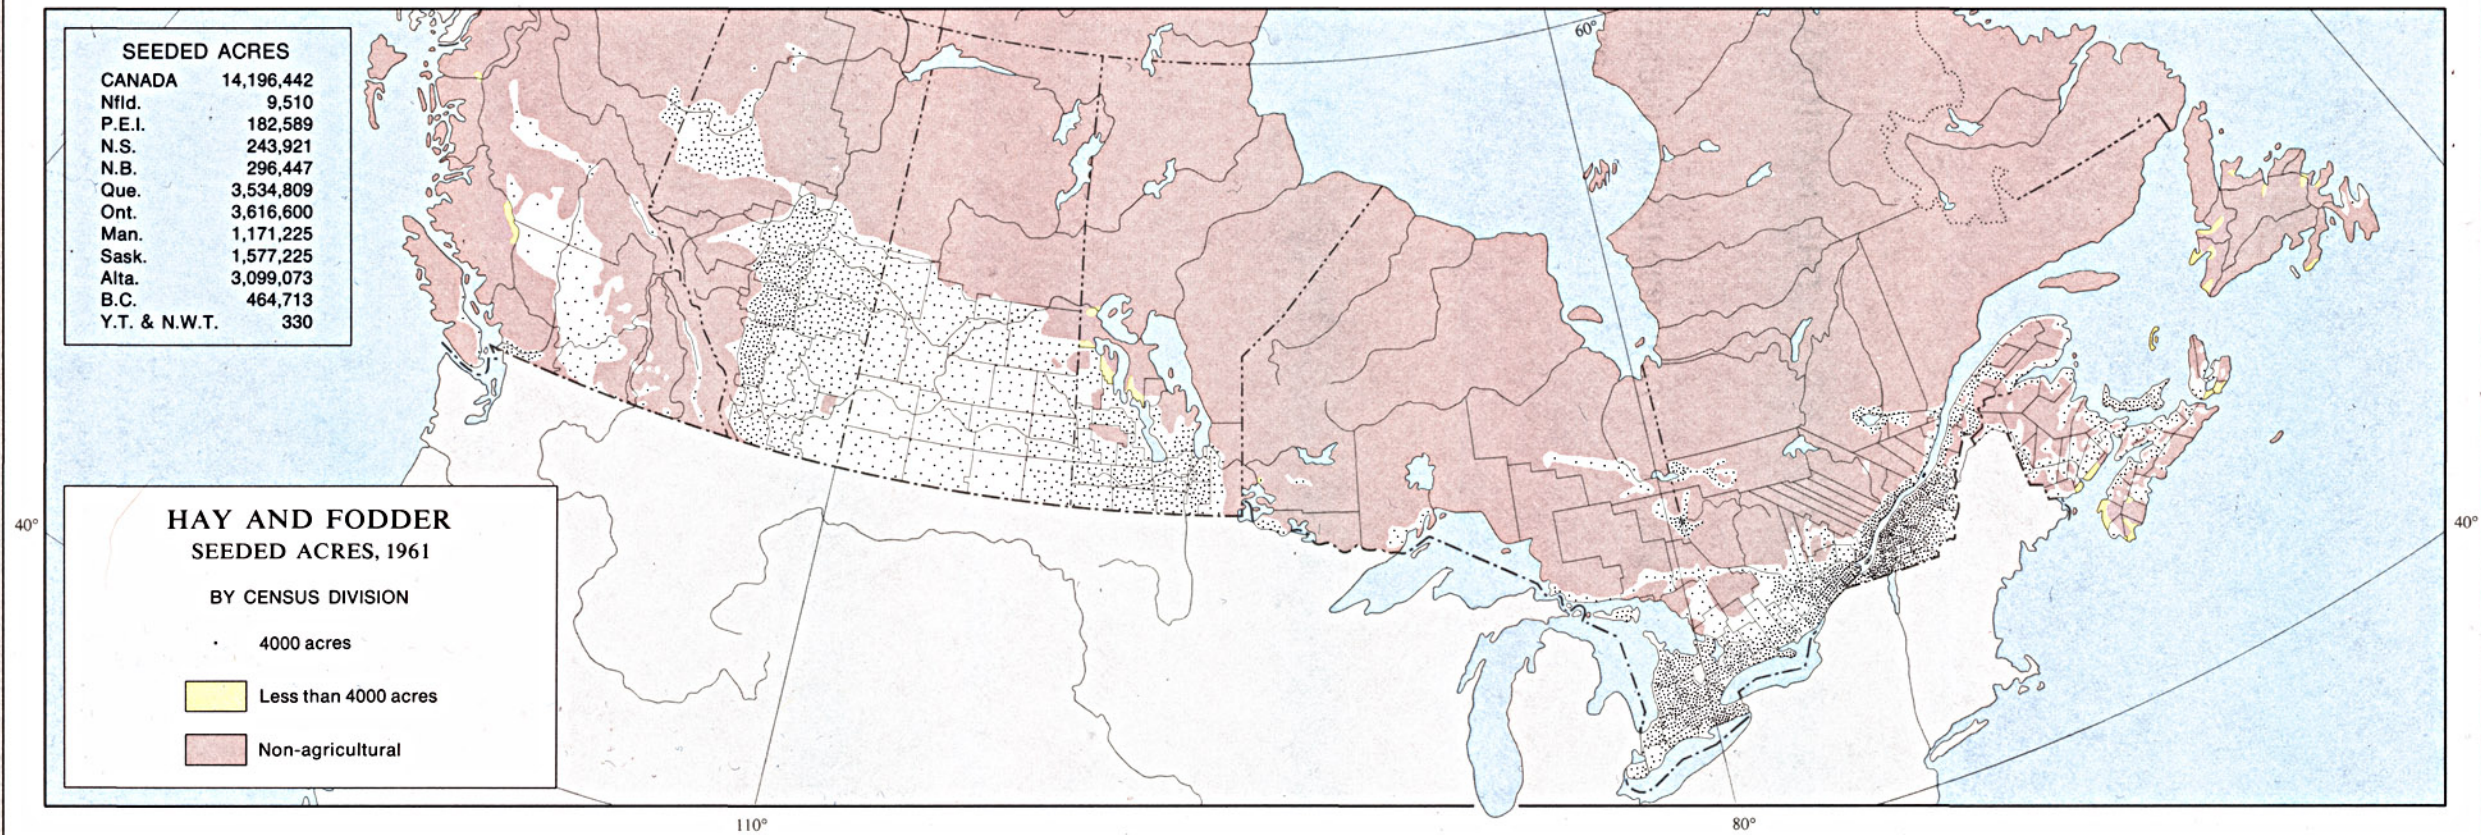 SEEDED ACRES
CANADA 14,196,442
Nfld. 9,510
P.E.I. 182,589
N.S. 243,921
N.B. 296,447
Que. 3,534,809
Ont. 3,616,600
Man. 1,171,225
Sask. 1,577,225
Alta. 3,099,073
B.C. 464,713
Y.T. & N.W.T. 330
60°
HAY AND FODDER
SEEDED ACRES, 1961
BY CENSUS DIVISION
4000 acres
Less than 4000 acres
Non-agricultural
40°
40°
110°
80°